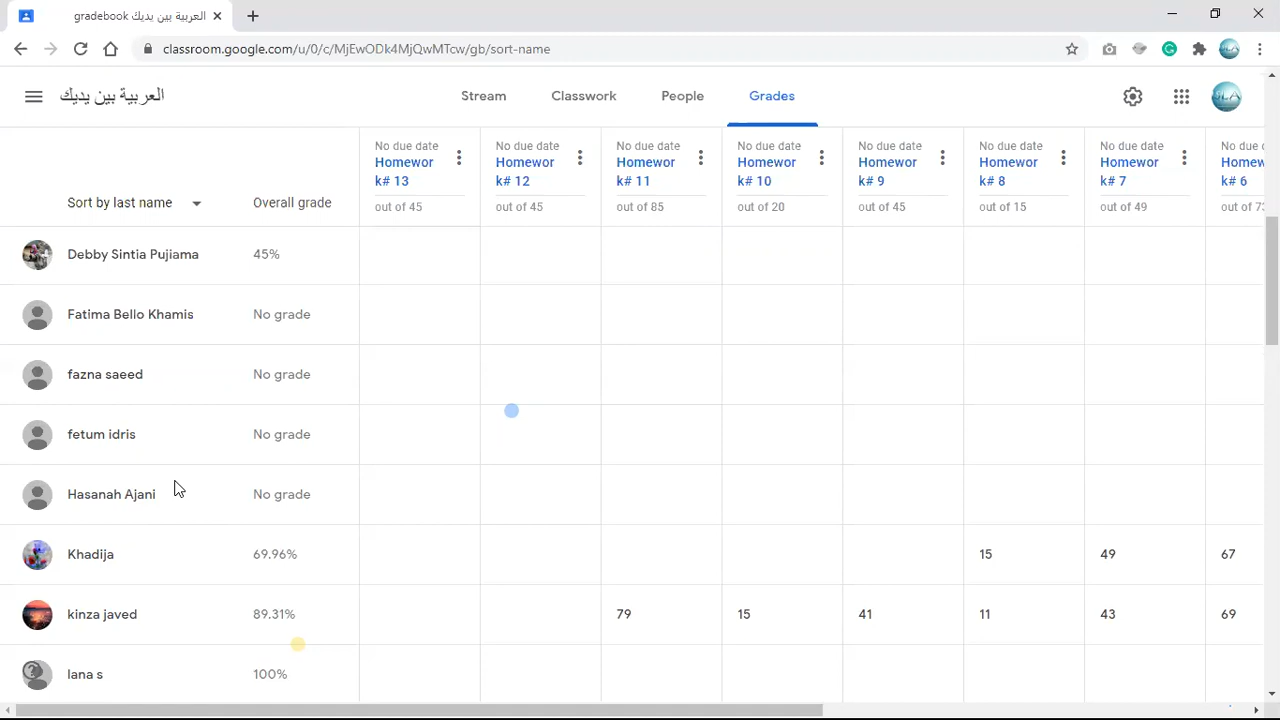 gradebook العربية بين يديك
classroom.google.com/u/0/c/MjEwODk4MjQwMTcw/gb/sort-name
العربية بين يديك
Stream
Classwork
People
Grades
Sort by last name
Overall grade
No due date
Homewor
k# 13
out of 45
No due date
Homewor
k# 12
out of 45
No due date
Homewor
k# 11
out of 85
No due date
Homewor
k# 10
out of 20
No due date
Homewor
k# 9
out of 45
No due date
Homewor
k# 8
out of 15
No due date
Homewor
k# 7
out of 49
No du
Homew
k# 6
out of 73
Debby Sintia Pujiama 45%
Fatima Bello Khamis No grade
fazna saeed No grade
fetum idris No grade
Hasanah Ajani No grade
Khadija 69.96% 15 49 67
kinza javed 89.31% 79 15 41 11 43 69
lana s 100%